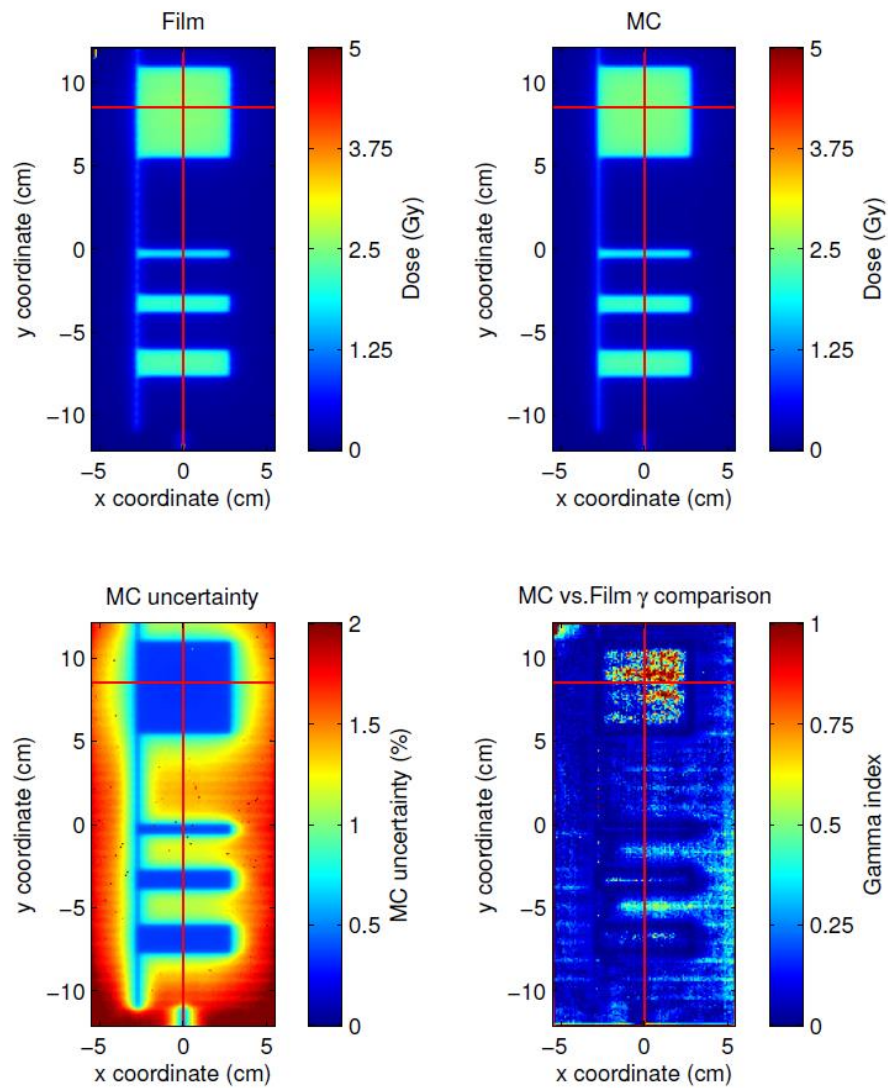 Film
10
5
0
−5
−10
y coordinate (cm)
−5 0 5
x coordinate (cm)
5
3.75
2.5
1.25
0
Dose (Gy)
MC
10
5
0
−5
−10
y coordinate (cm)
−5 0 5
x coordinate (cm)
5
3.75
2.5
1.25
0
Dose (Gy)
MC uncertainty
10
5
0
−5
−10
y coordinate (cm)
−5 0 5
x coordinate (cm)
2
1.5
1
0.5
0
MC uncertainty (%)
MC vs.Film γ comparison
10
5
0
−5
−10
y coordinate (cm)
−5 0 5
x coordinate (cm)
1
0.75
0.5
0.25
0
Gamma index